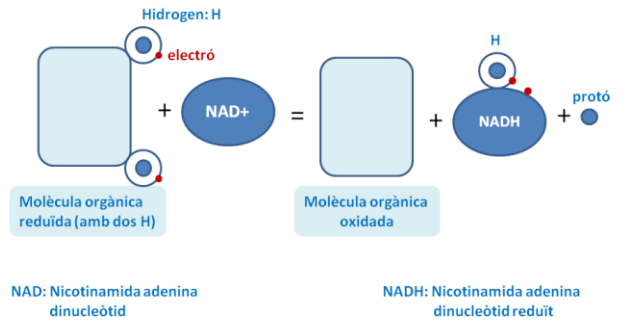 Hidrogen: H
electró
H
protó
+
NAD+
=
+
NADH
+
Molècula orgànica
reduïda (amb dos H)
Molècula orgànica
oxidada
NAD: Nicotinamida adenina
dinucleòtid
NADH: Nicotinamida adenina
dinucleòtid reduït